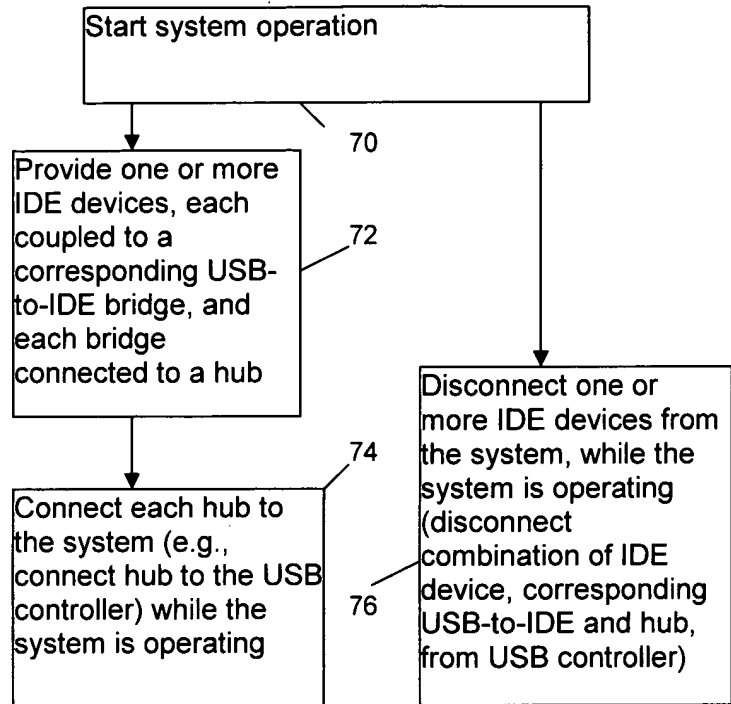 Start system operation
70
Provide one or more
IDE devices, each
coupled to a
corresponding USB-
to-IDE bridge, and
each bridge
connected to a hub
72
74
Connect each hub to
the system (e.g.,
connect hub to the USB
controller) while the
system is operating
Disconnect one or
more IDE devices from
the system, while the
system is operating
(disconnect
combination of IDE
device, corresponding
USB-to-IDE and hub,
from USB controller)
76